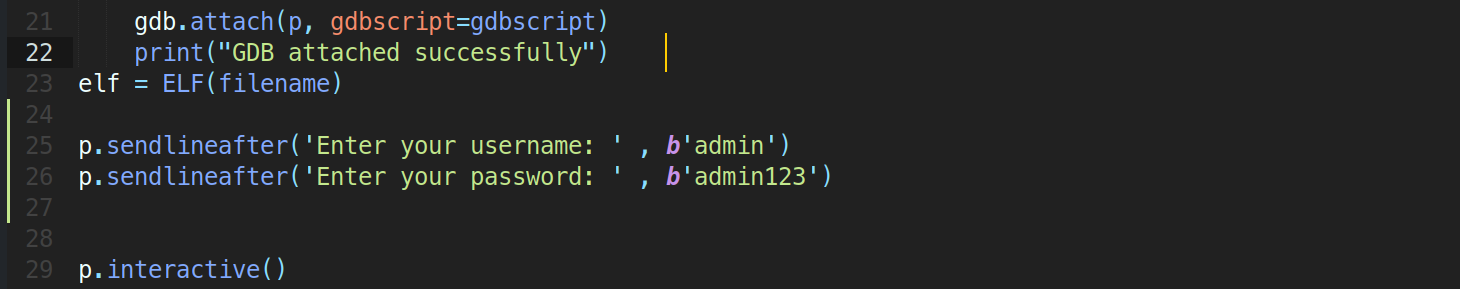 21 gdb.attach(p, gdbscript=gdbscript)
22 print("GDB attached successfully")
23 elf = ELF(filename)
24
25 p.sendlineafter('Enter your username: ' , b'admin')
26 p.sendlineafter('Enter your password: ' , b'admin123')
27
28
29 p.interactive()